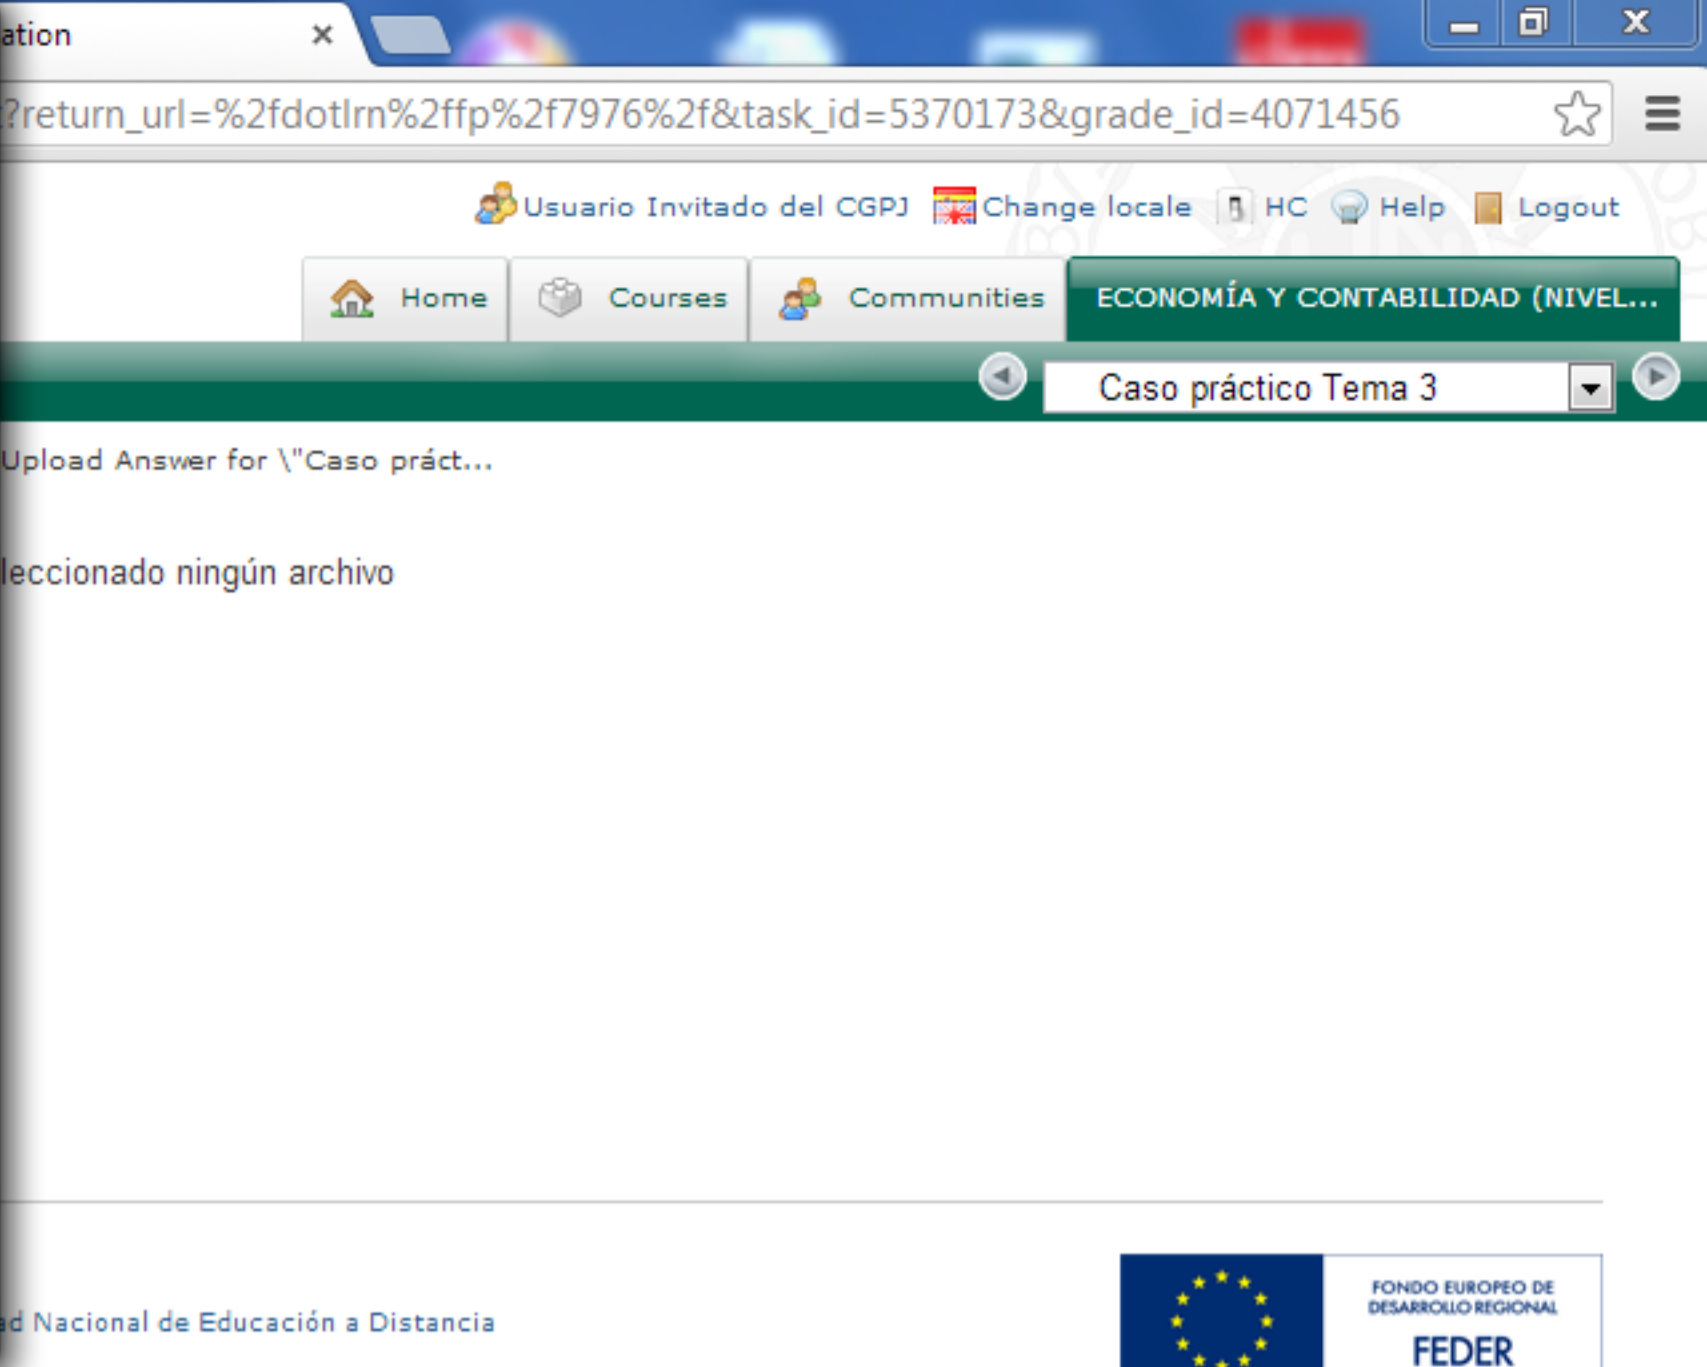 ation
?return_url=%2fdotlrn%2ffp%2f7976%2f&task_id=5370173&grade_id=4071456
Usuario Invitado del CGPJ Change locale HC Help Logout
Home Courses Communities ECONOMÍA Y CONTABILIDAD (NIVEL...
Caso práctico Tema 3
Upload Answer for \"Caso práct...
leccionado ningún archivo
ad Nacional de Educación a Distancia
FONDO EUROPEO DE
DESARROLLO REGIONAL
FEDER